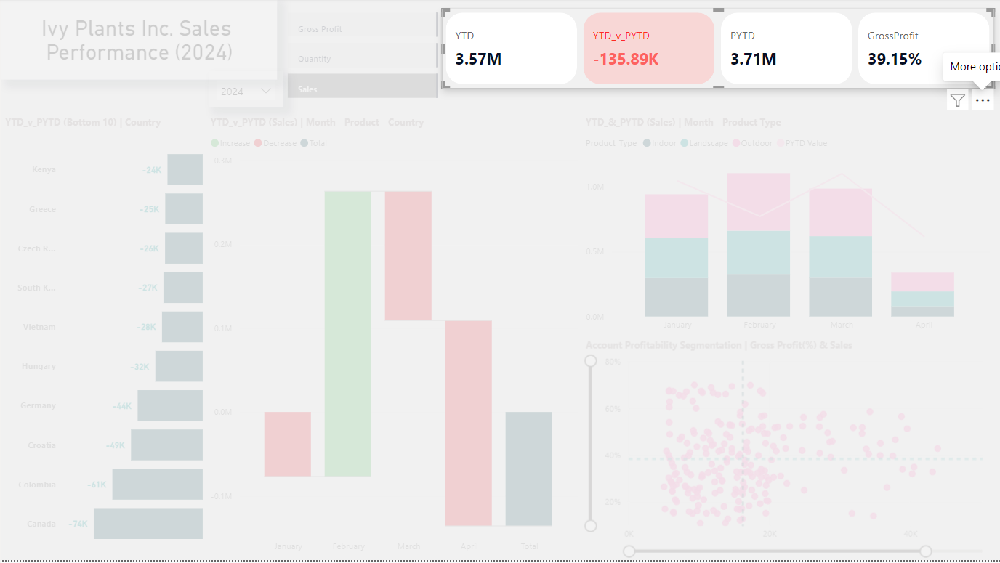 Ivy Plants Inc. Sales
Performance (2024)
Gross Profit
Quantity
Sales
2024
YTD
3.57M
YTD_v_PYTD
-135.89K
PYTD
3.71M
GrossProfit
39.15%
More optio
YTD_v_PYTD (Bottom 10) | Country
Kenya
-24K
Greece
-25K
Czech R...
-26K
South K...
-27K
Vietnam
-28K
Hungary
-32K
Germany
-44K
Croatia
-49K
Colombia
-61K
Canada
-74K
YTD_v_PYTD (Sales) | Month - Product - Country
Increase Decrease Total
0.3M
0.2M
0.1M
0.0M
-0.1M
January February March April Total
YTD_&_PYTD (Sales) | Month - Product Type
Product_Type Indoor Landscape Outdoor PYTD Value
1.0M
0.5M
0.0M
January February March April
Account Profitability Segmentation | Gross Profit(%) & Sales
80%
60%
40%
20%
0K 20K 40K